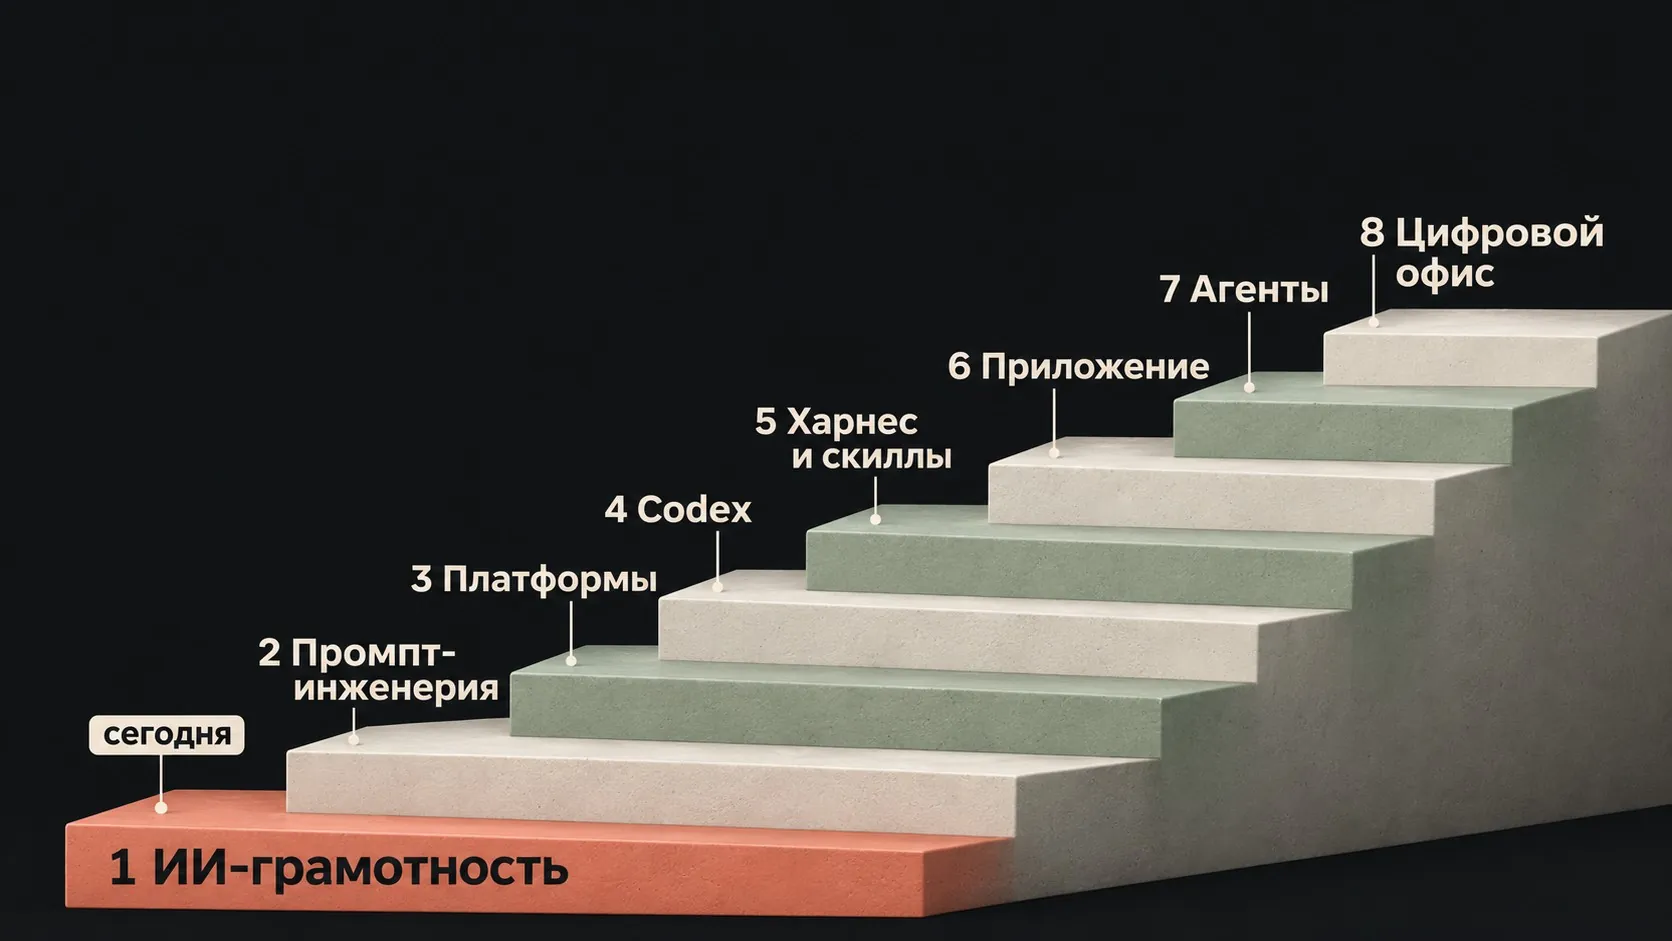 8 Цифровой
офис
7 Агенты
6 Приложение
5 Харнес
и скиллы
4 Codex
3 Платформы
2 Промпт-
инженерия
сегодня
1 ИИ-грамотность